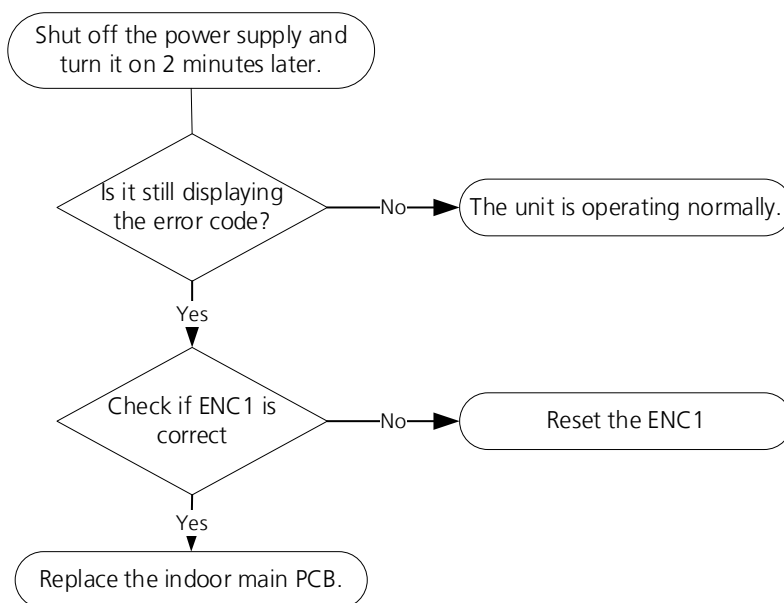 Shut off the power supply and
turn it on 2 minutes later.
Is it still displaying
the error code?
No
The unit is operating normally.
Yes
Check if ENC1 is
correct
No
Reset the ENC1
Yes
Replace the indoor main PCB.